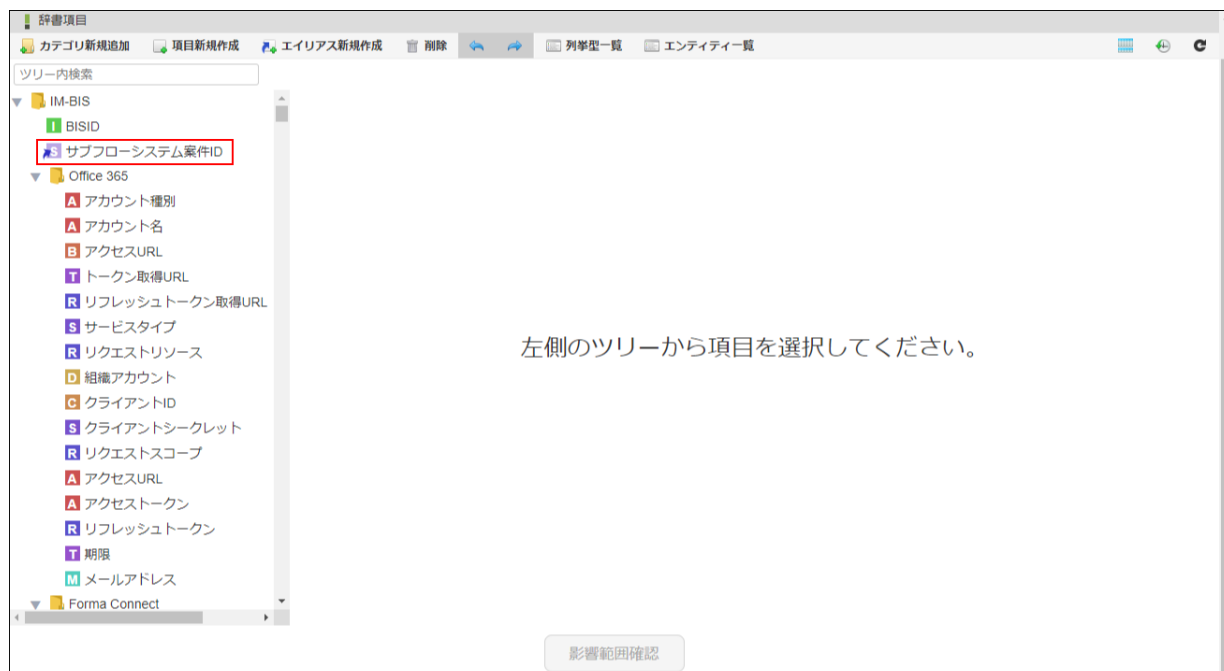 辞書項目
カテゴリ新規追加 項目新規作成 エイリアス新規作成 削除 列挙型一覧 エンティティ一覧
ツリー内検索
IM-BIS
I BISID
S サブフローシステム案件ID
Office 365
A アカウント種別
A アカウント名
B アクセスURL
T トークン取得URL
R リフレッシュトークン取得URL
S サービスタイプ
R リクエストリソース
D 組織アカウント
C クライアントID
S クライアントシークレット
R リクエストスコープ
A アクセスURL
A アクセストークン
R リフレッシュトークン
T 期限
M メールアドレス
Forma Connect
左側のツリーから項目を選択してください。
影響範囲確認